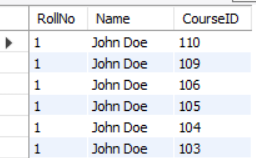 RollNo Name CourseID
1 John Doe 110
1 John Doe 109
1 John Doe 106
1 John Doe 105
1 John Doe 104
1 John Doe 103